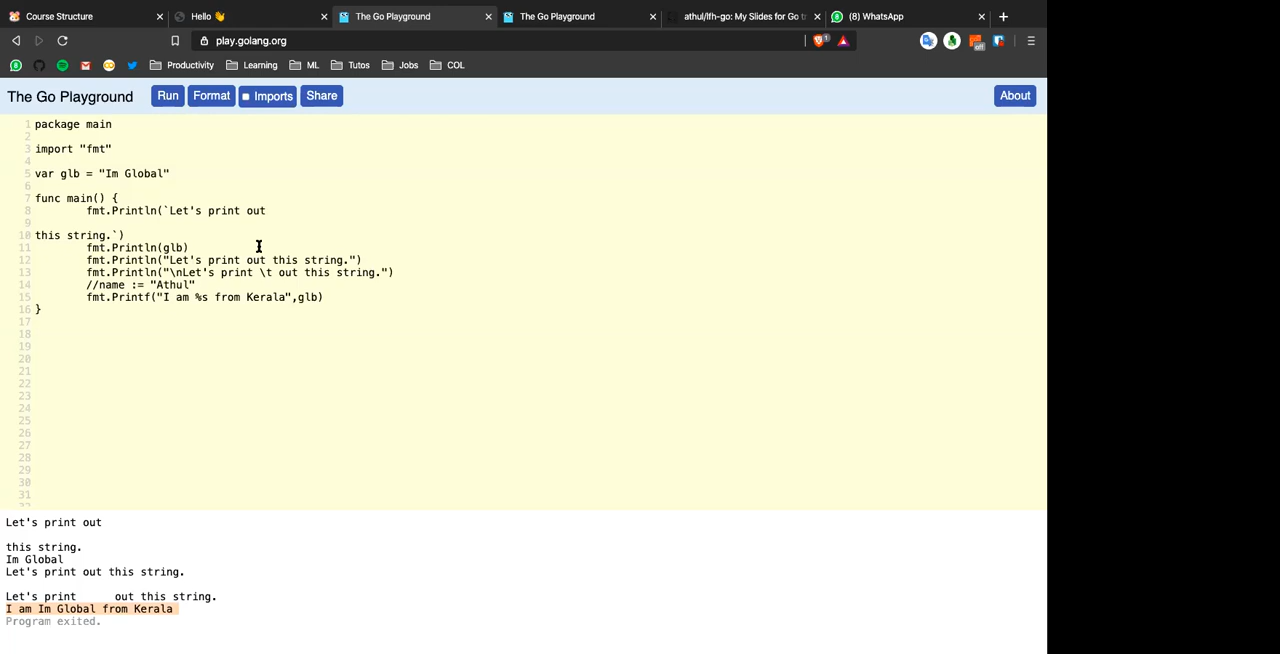 Course Structure
Hello 👋
The Go Playground
The Go Playground
athul/lfh-go: My Slides for Go tr
(8) WhatsApp
play.golang.org
Productivity
Learning
ML
Tutos
Jobs
COL
The Go Playground
Run
Format
Imports
Share
About
1 package main
2
3 import "fmt"
4
5 var glb = "Im Global"
6
7 func main() {
8 fmt.Println(`Let's print out
9
10 this string.`)
11 fmt.Println(glb)
12 fmt.Println("Let's print out this string.")
13 fmt.Println("\nLet's print \t out this string.")
14 //name := "Athul"
15 fmt.Printf("I am %s from Kerala",glb)
16 }
17
18
19
20
21
22
23
24
25
26
27
28
29
30
31
Let's print out
this string.
Im Global
Let's print out this string.
Let's print out this string.
I am Im Global from Kerala
Program exited.